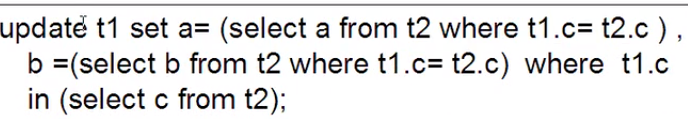 update t1 set a= (select a from t2 where t1.c= t2.c ) ,
b =(select b from t2 where t1.c= t2.c)  where  t1.c
in (select c from t2);